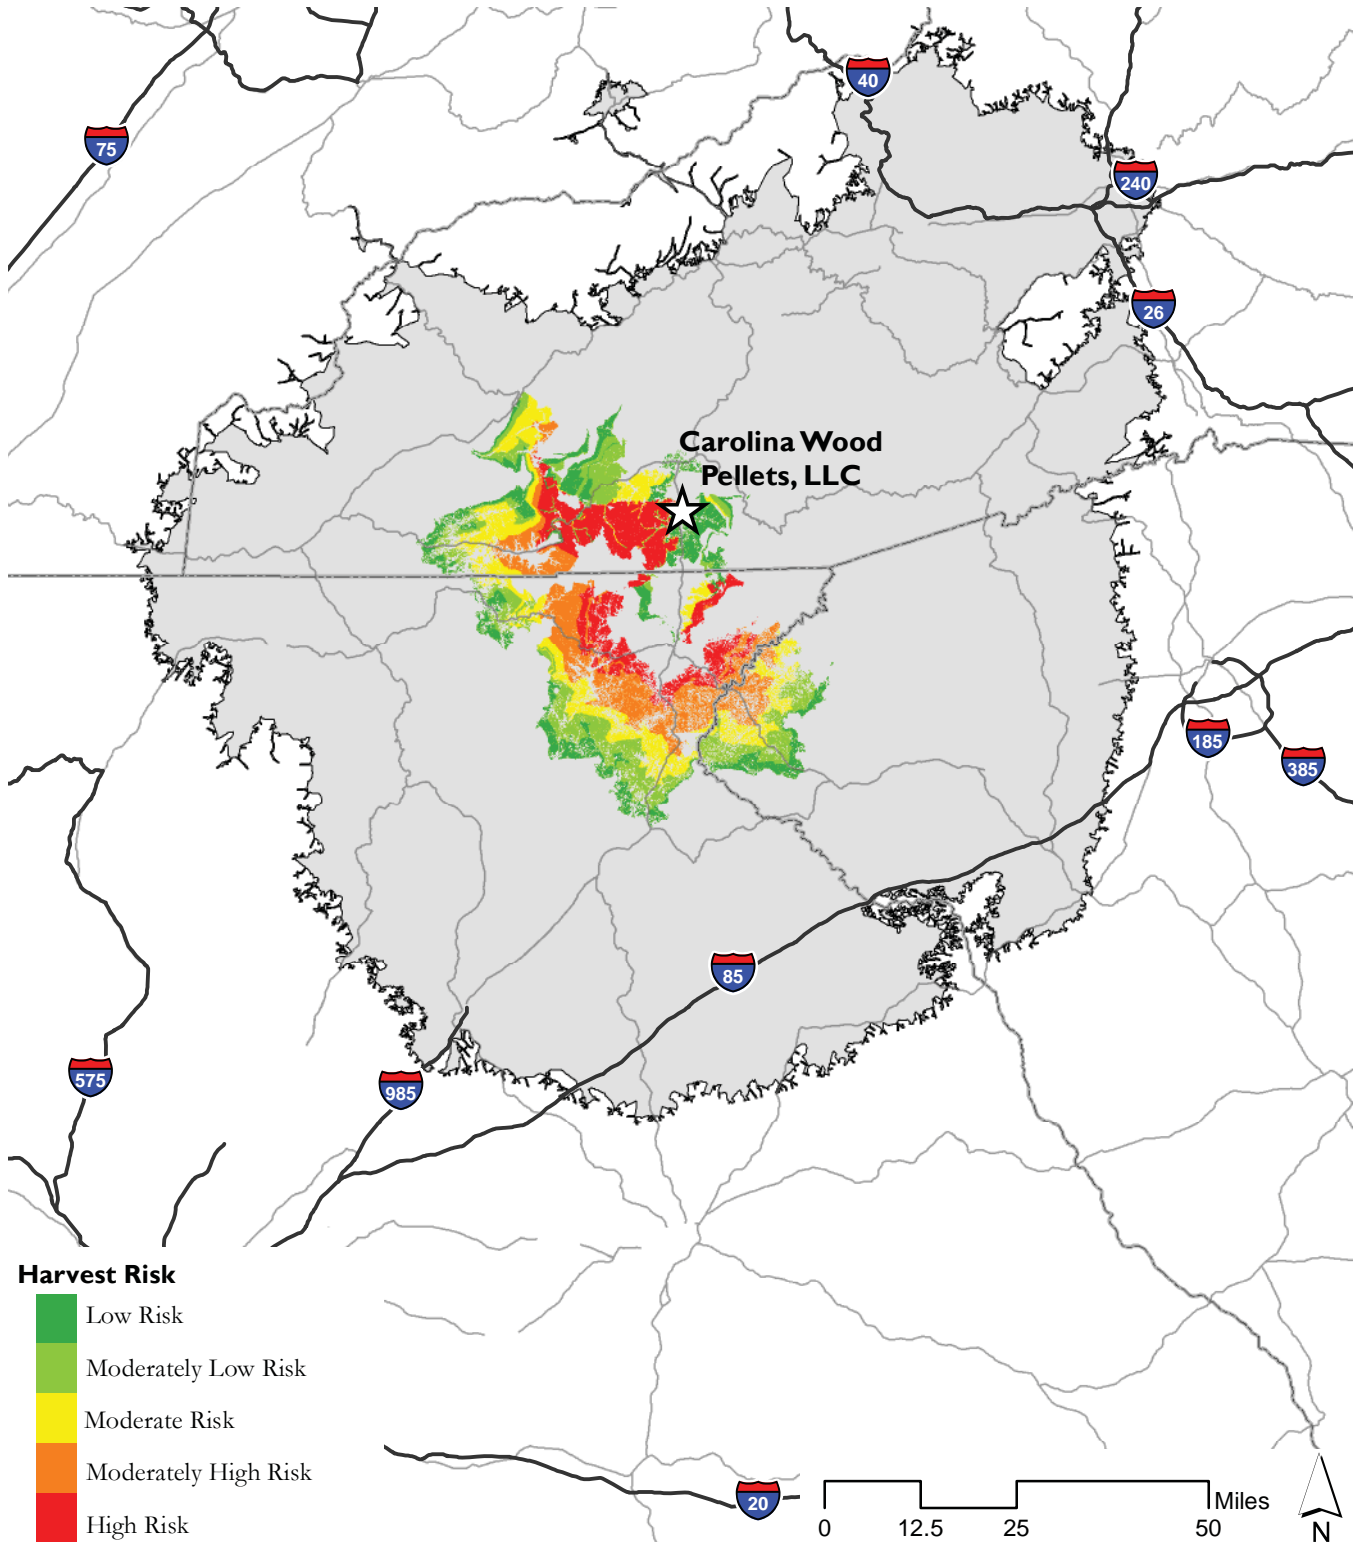 40
75
240
26
Carolina Wood
Pellets, LLC
185
385
85
575
985
Harvest Risk
Low Risk
Moderately Low Risk
Moderate Risk
Moderately High Risk
High Risk
20
Miles
0 12.5 25 50
N